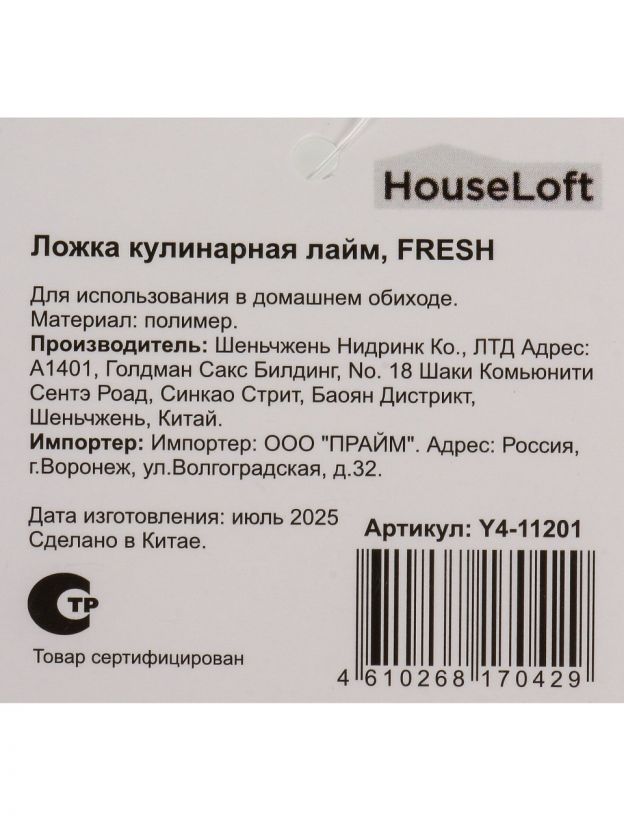 HouseLoft
Ложка кулинарная лайм, FRESH
Для использования в домашнем обиходе.
Материал: полимер.
Производитель: Шеньчжень Нидринк Ко., ЛТД Адрес:
А1401, Голдман Сакс Билдинг, No. 18 Шаки Комьюнити
Сентэ Роад, Синкао Стрит, Баоян Дистрикт,
Шеньчжень, Китай.
Импортер: Импортер: ООО "ПРАЙМ". Адрес: Россия,
г.Воронеж, ул.Волгоградская, д.32.
Дата изготовления: июль 2025
Сделано в Китае.
Артикул: Y4-11201
СТР
Товар сертифицирован
4 610268 170429